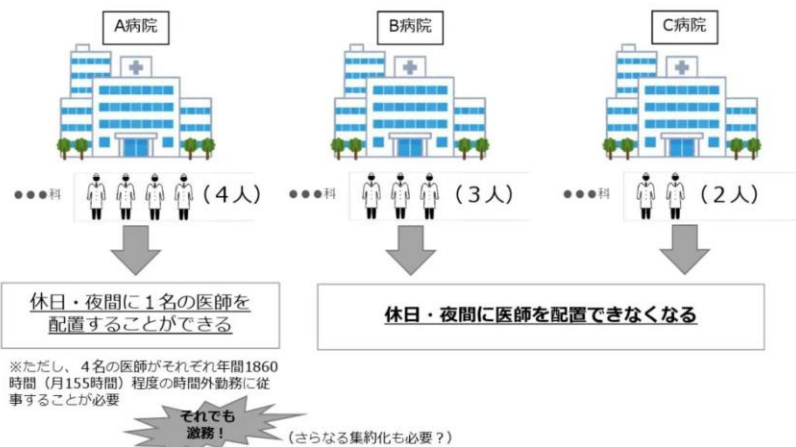 A病院
B病院
C病院
●●●科
(4人)
●●●科
(3人)
●●●科
(2人)
休日・夜間に１名の医師を
配置することができる
休日・夜間に医師を配置できなくなる
※ただし、４名の医師がそれぞれ年間1860
時間（月155時間）程度の時間外勤務に従
事することが必要
それでも
激務！
（さらなる集約化も必要？）